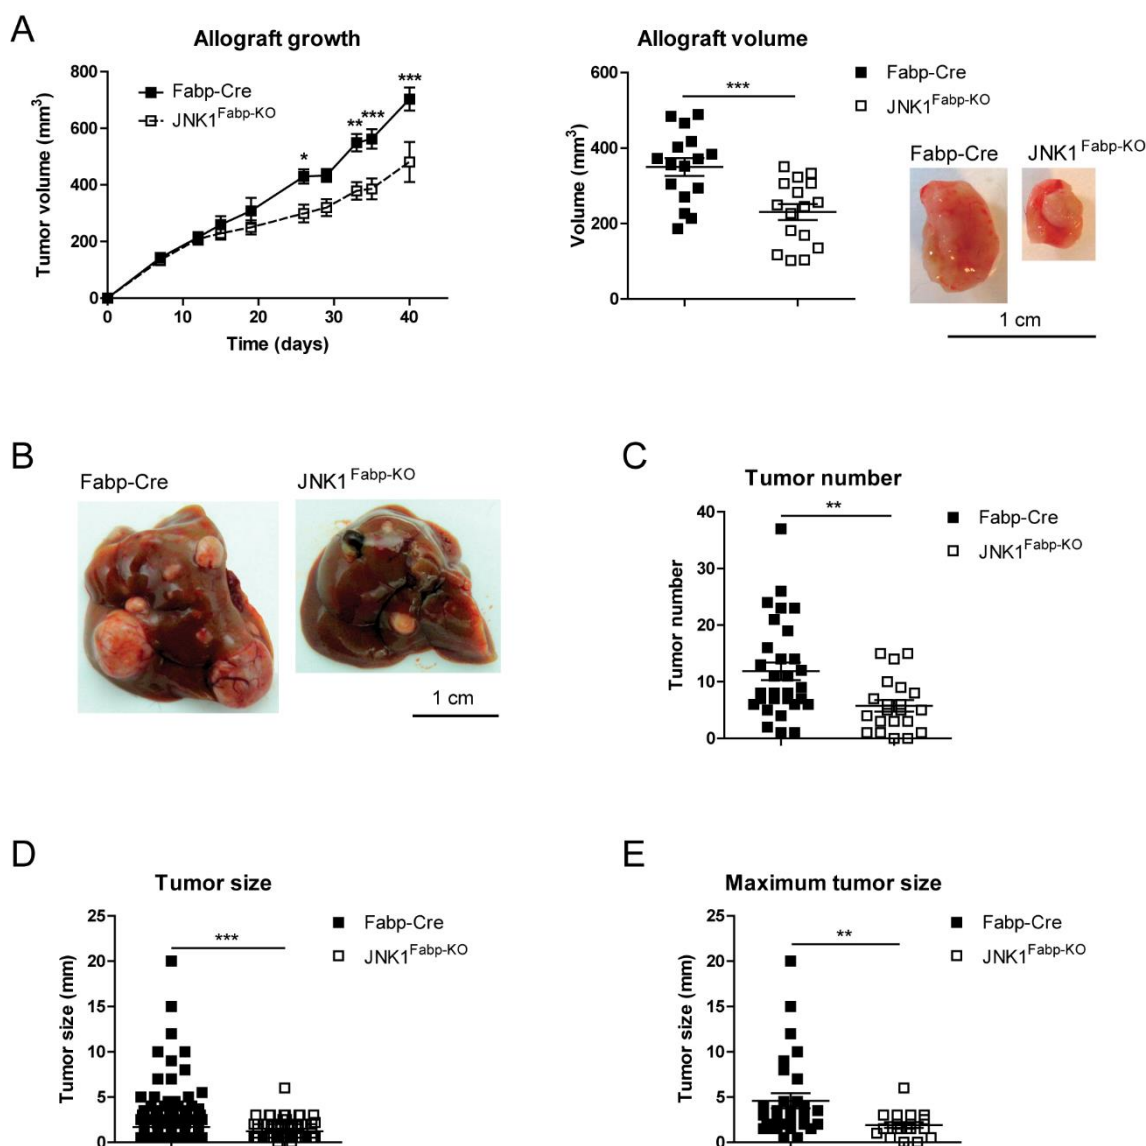 A
Allograft growth
Fabp-Cre
JNK1Fabp-KO
Tumor volume (mm3)
800
600
400
200
0
* ** *** ***
0 10 20 30 40
Time (days)
Allograft volume
Fabp-Cre
JNK1Fabp-KO
Volume (mm3)
600
400
200
0
***
Fabp-Cre JNK1Fabp-KO
1 cm
B
Fabp-Cre JNK1Fabp-KO
1 cm
C
Tumor number
Fabp-Cre
JNK1Fabp-KO
Tumor number
40
30
20
10
0
**
D
Tumor size
Fabp-Cre
JNK1Fabp-KO
Tumor size (mm)
25
20
15
10
5
0
***
E
Maximum tumor size
Fabp-Cre
JNK1Fabp-KO
Tumor size (mm)
25
20
15
10
5
0
**